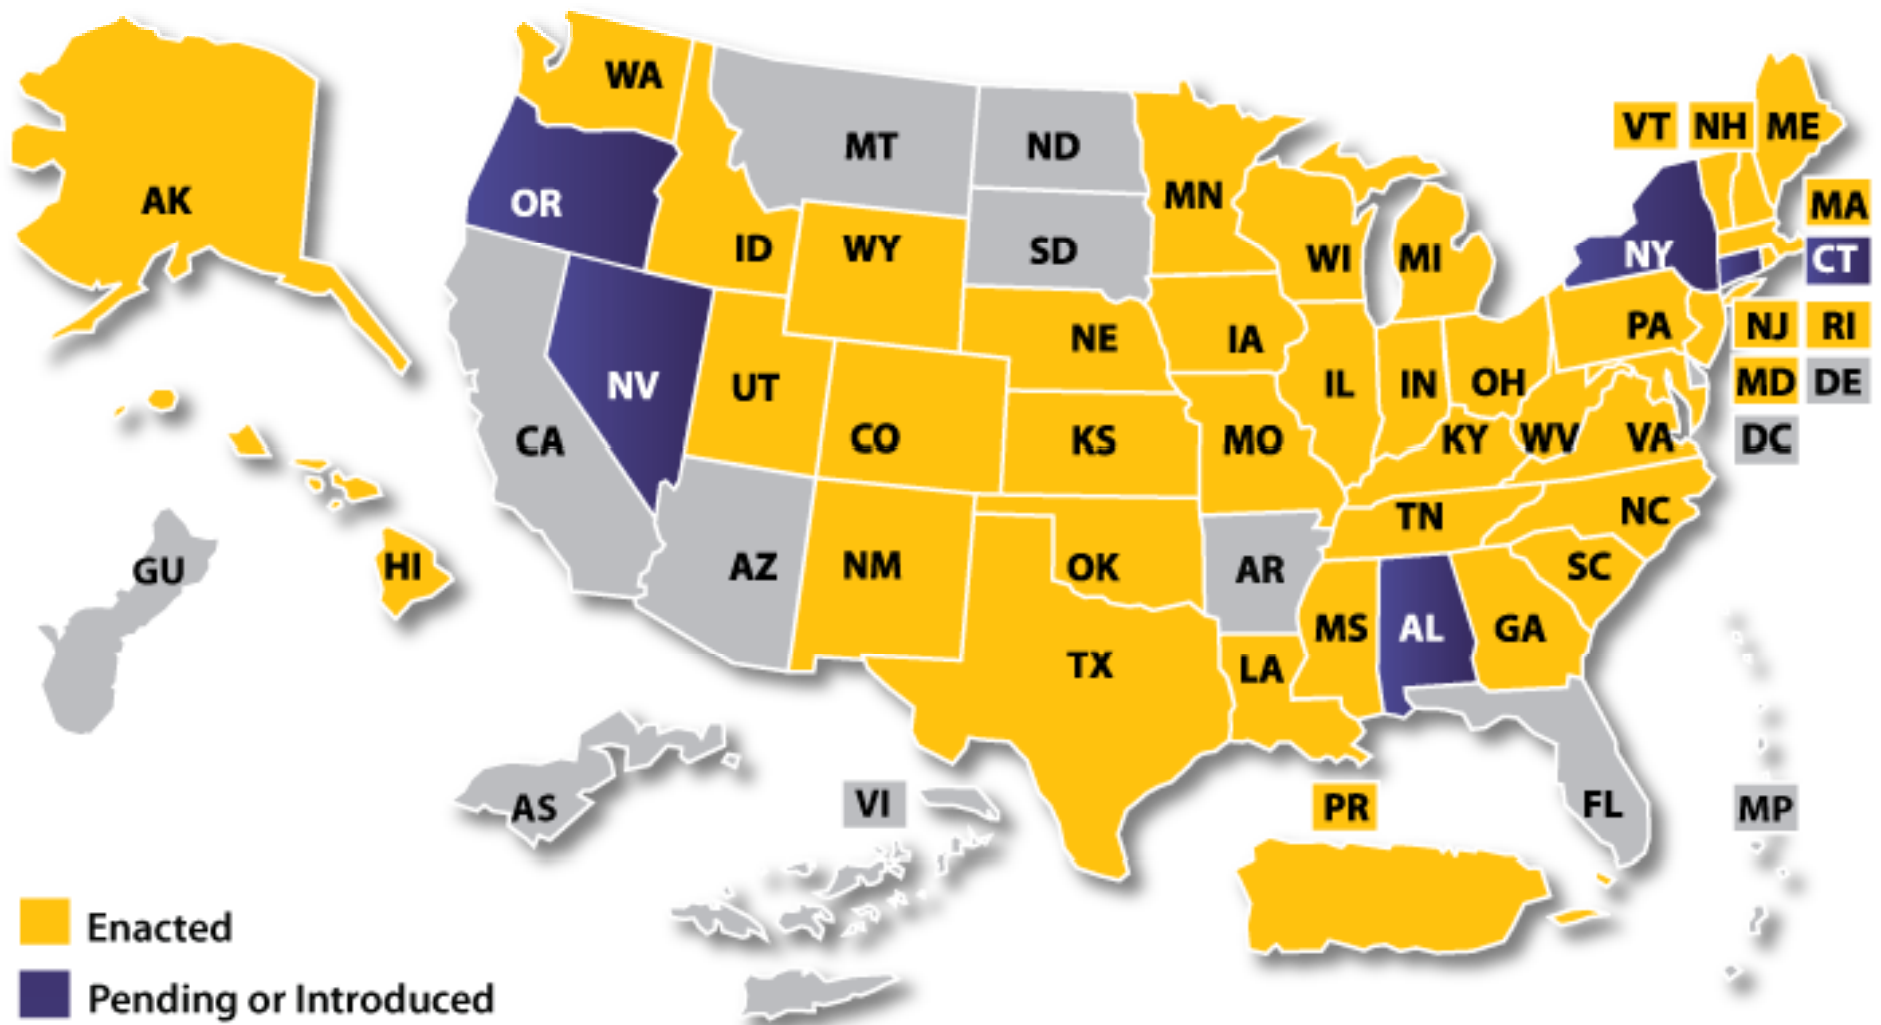 WA
MT
ND
VT
NH
ME
AK
OR
MN
MA
ID
WY
SD
WI
MI
NY
CT
NE
IA
PA
NJ
RI
NV
UT
IL
IN
OH
MD
DE
CA
CO
KS
MO
KY
WV
VA
DC
TN
NC
GU
HI
AZ
NM
OK
AR
SC
MS
AL
GA
TX
LA
AS
VI
PR
FL
MP
Enacted
Pending or Introduced